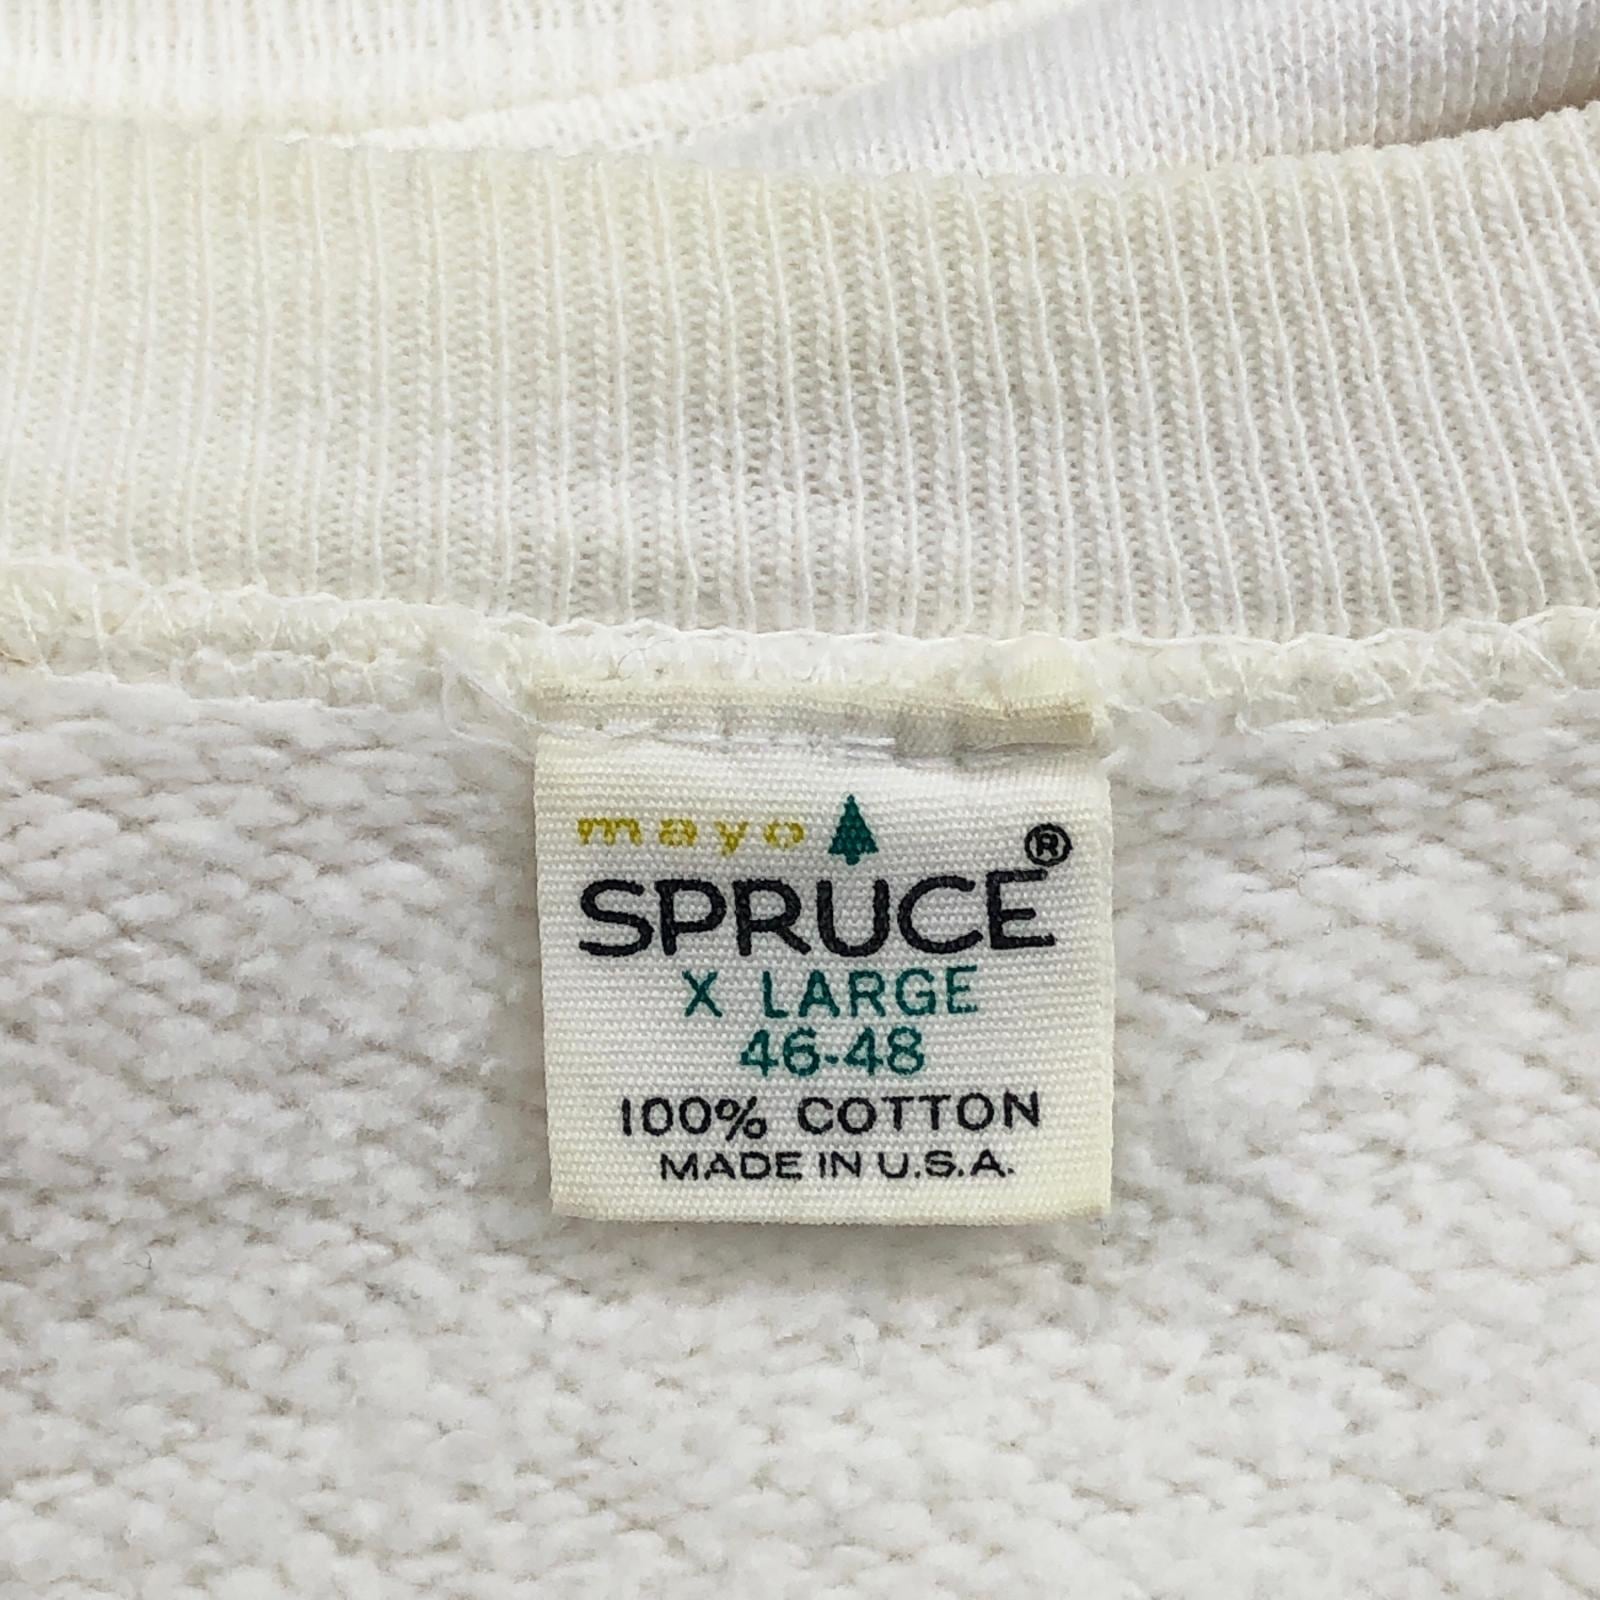 mayo
SPRUCE®
X LARGE
46-48
100% COTTON
MADE IN U.S.A.